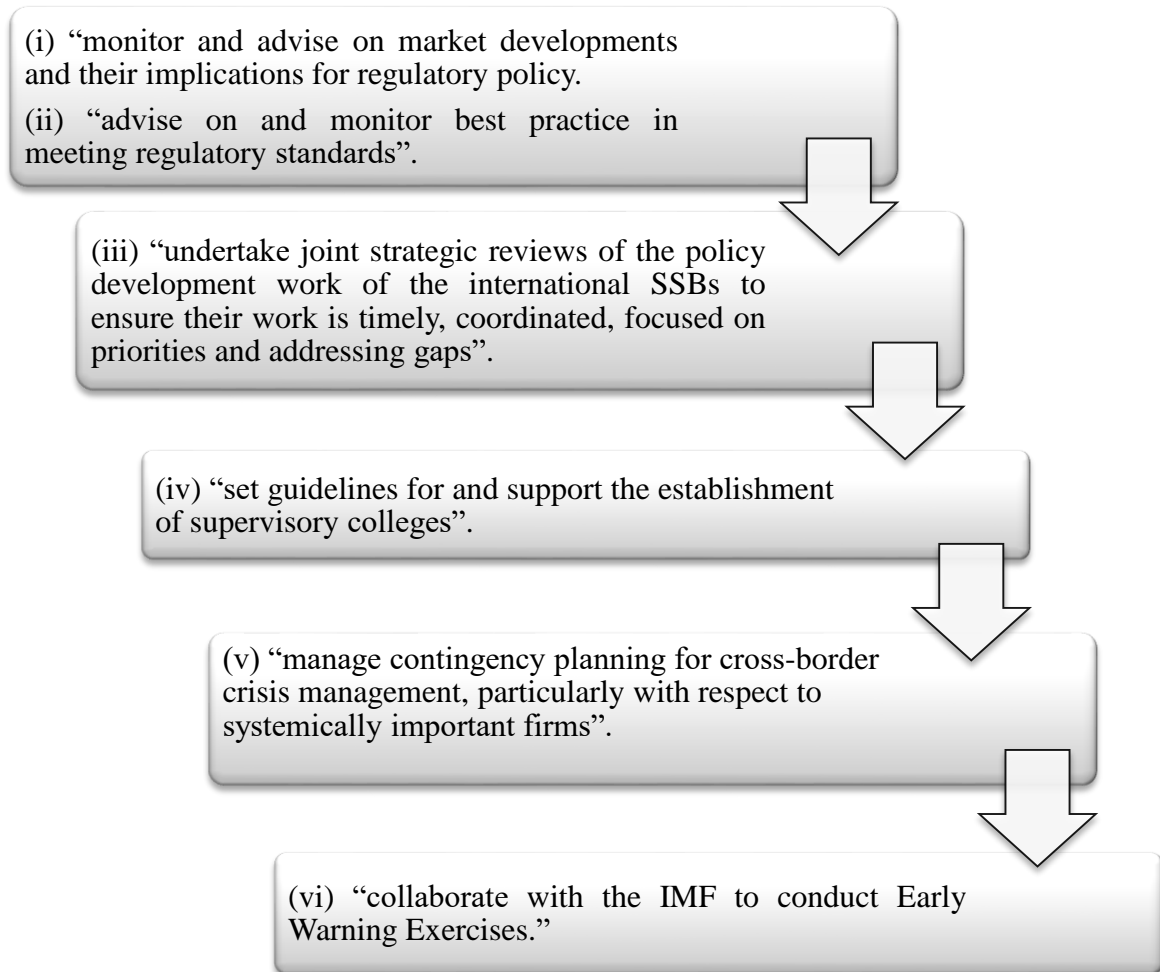 (i) “monitor and advise on market developments
and their implications for regulatory policy.
(ii) “advise on and monitor best practice in
meeting regulatory standards”.
(iii) “undertake joint strategic reviews of the policy
development work of the international SSBs to
ensure their work is timely, coordinated, focused on
priorities and addressing gaps”.
(iv) “set guidelines for and support the establishment
of supervisory colleges”.
(v) “manage contingency planning for cross-border
crisis management, particularly with respect to
systemically important firms”.
(vi) “collaborate with the IMF to conduct Early
Warning Exercises.”